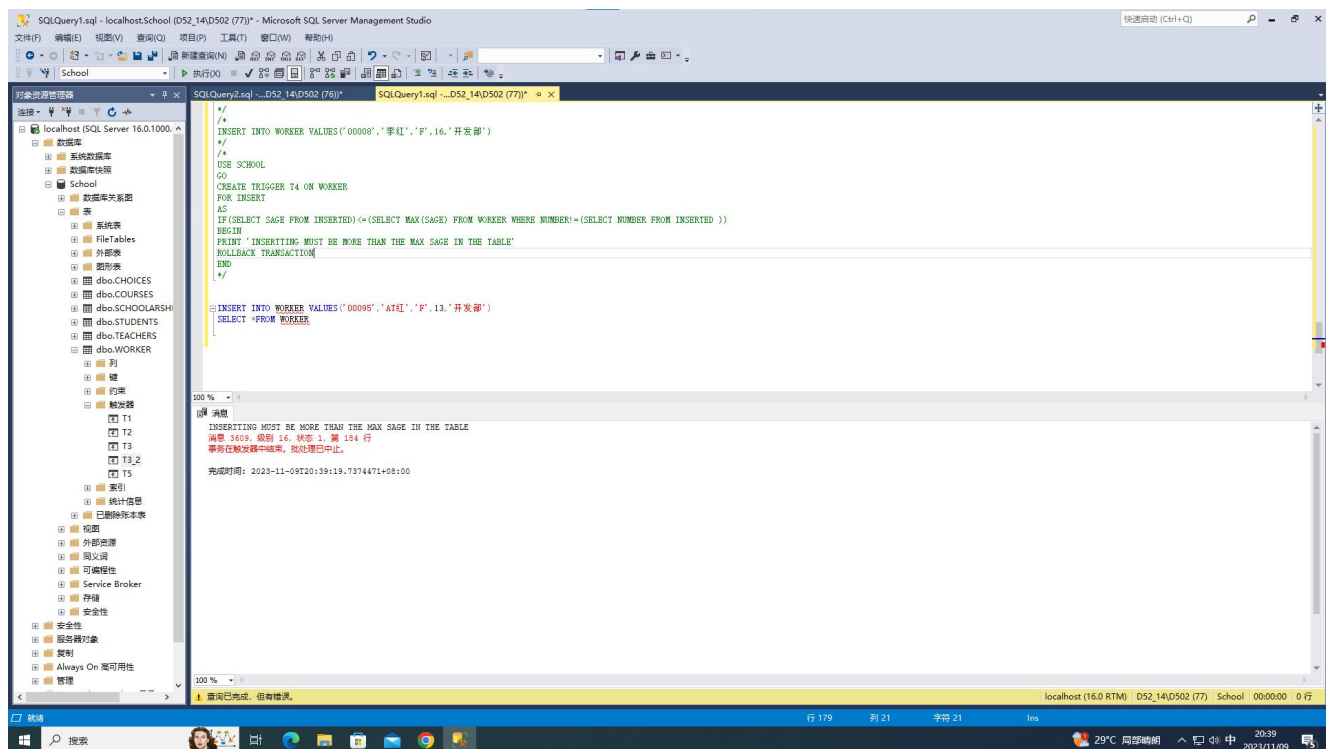 SQLQuery1.sql - localhost.School (D52_14\D502 (77))* - Microsoft SQL Server Management Studio
快速启动 (Ctrl+Q)
文件(F) 编辑(E) 视图(V) 查询(Q) 项目(P) 工具(T) 窗口(W) 帮助(H)
新建查询(N)
School 执行(X)
对象资源管理器
SQLQuery2.sql -...D52_14\D502 (76))*
SQLQuery1.sql -...D52_14\D502 (77))*
连接
localhost (SQL Server 16.0.1000.
数据库
系统数据库
数据库快照
School
数据库关系图
表
系统表
FileTables
外部表
图形表
dbo.CHOICES
dbo.COURSES
dbo.SCHOOLARSHI
dbo.STUDENTS
dbo.TEACHERS
dbo.WORKER
列
键
约束
触发器
T1
T2
T3
T3_2
T5
索引
统计信息
已删除账本表
视图
外部资源
同义词
可编程性
Service Broker
存储
安全性
安全性
服务器对象
复制
Always On 高可用性
管理
*/
/*
INSERT INTO WORKER VALUES('00008','李红','F',16,'开发部')
*/
/*
USE SCHOOL
GO
CREATE TRIGGER T4 ON WORKER
FOR INSERT
AS
IF(SELECT SAGE FROM INSERTED)<=(SELECT MAX(SAGE) FROM WORKER WHERE NUMBER!=(SELECT NUMBER FROM INSERTED ))
BEGIN
PRINT 'INSERTTING MUST BE MORE THAN THE MAX SAGE IN THE TABLE'
ROLLBACK TRANSACTION
END
*/
INSERT INTO WORKER VALUES('00095','AT红','F',13,'开发部')
SELECT *FROM WORKER
100 %
消息
INSERTTING MUST BE MORE THAN THE MAX SAGE IN THE TABLE
消息 3609，级别 16，状态 1，第 184 行
事务在触发器中结束。批处理已中止。
完成时间: 2023-11-09T20:39:19.7374471+08:00
100 %
查询已完成，但有错误。
localhost (16.0 RTM) D52_14\D502 (77) School 00:00:00 0 行
就绪 行 179 列 21 字符 21 Ins
搜索
29°C 局部晴朗 中 20:39
2023/11/09